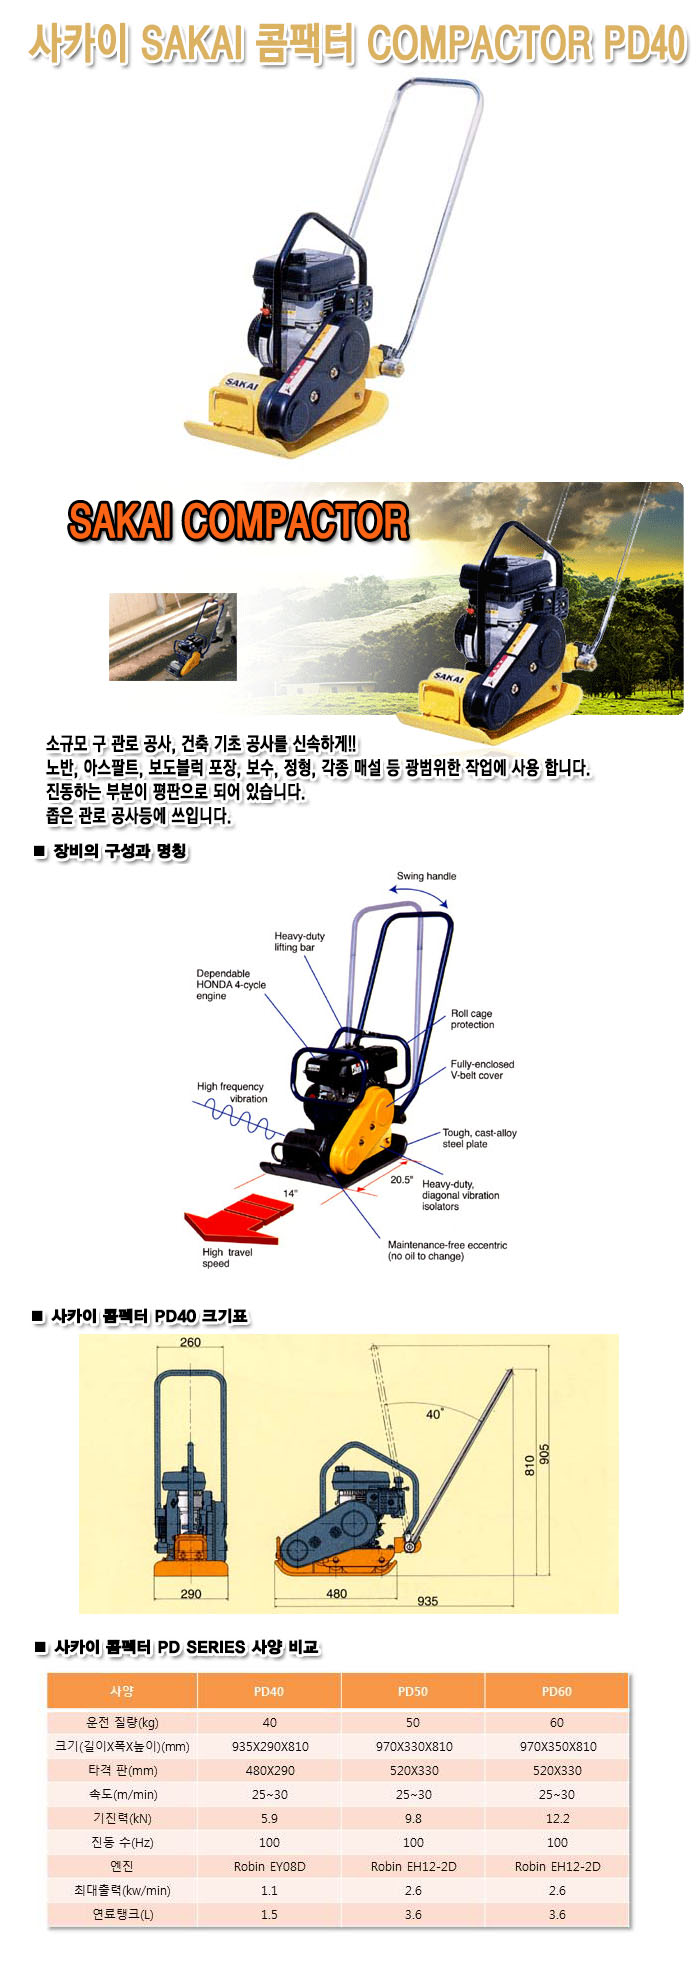 사카이 SAKAI 콤팩터 COMPACTOR PD40
SAKAI
SAKAI COMPACTOR
SAKAI
소규모 구 관로 공사, 건축 기초 공사를 신속하게!!
노반, 아스팔트, 보도블럭 포장, 보수, 정형, 각종 매설 등 광범위한 작업에 사용 합니다.
진동하는 부분이 평판으로 되어 있습니다.
좁은 관로 공사등에 쓰입니다.
■ 장비의 구성과 명칭
Swing handle
Heavy-duty
lifting bar
Dependable
HONDA 4-cycle
engine
Roll cage
protection
Fully-enclosed
V-belt cover
High frequency
vibration
Tough, cast-alloy
steel plate
20.5"
14"
Heavy-duty,
diagonal vibration
isolators
High travel
speed
Maintenance-free eccentric
(no oil to change)
■ 사카이 콤팩터 PD40 크기표
260
40°
810
905
290
480
935
■ 사카이 콤팩터 PD SERIES 사양 비교
사양 PD40 PD50 PD60
운전 질량(kg) 40 50 60
크기(길이X폭X높이)(mm) 935X290X810 970X330X810 970X350X810
타격 판(mm) 480X290 520X330 520X330
속도(m/min) 25~30 25~30 25~30
기진력(kN) 5.9 9.8 12.2
진동 수(Hz) 100 100 100
엔진 Robin EY08D Robin EH12-2D Robin EH12-2D
최대출력(kw/min) 1.1 2.6 2.6
연료탱크(L) 1.5 3.6 3.6